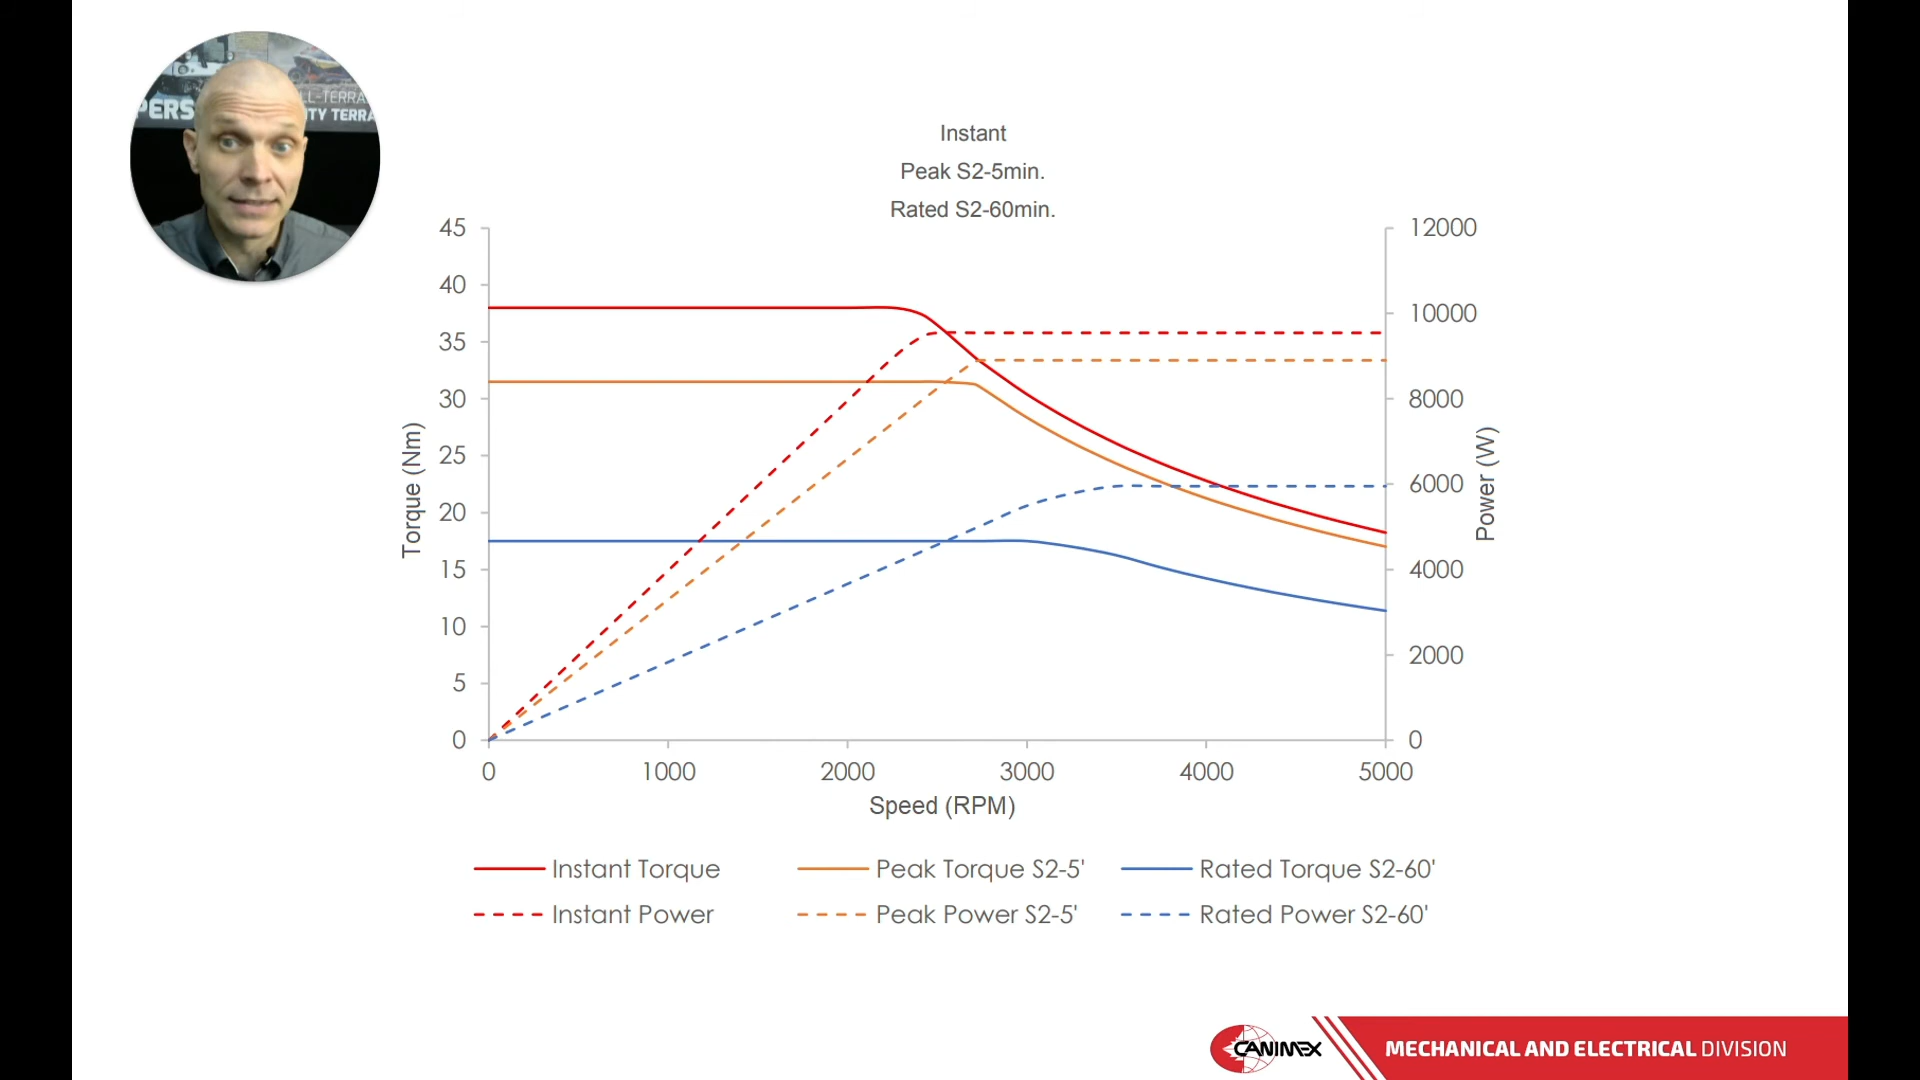 PERS
LL-TERRA
ITY TERRA
Instant
Peak S2-5min.
Rated S2-60min.
45
40
35
30
25
20
15
10
5
0
Torque (Nm)
12000
10000
8000
6000
4000
2000
0
Power (W)
0 1000 2000 3000 4000 5000
Speed (RPM)
Instant Torque Peak Torque S2-5' Rated Torque S2-60'
Instant Power Peak Power S2-5' Rated Power S2-60'
CANIMEX MECHANICAL AND ELECTRICAL DIVISION